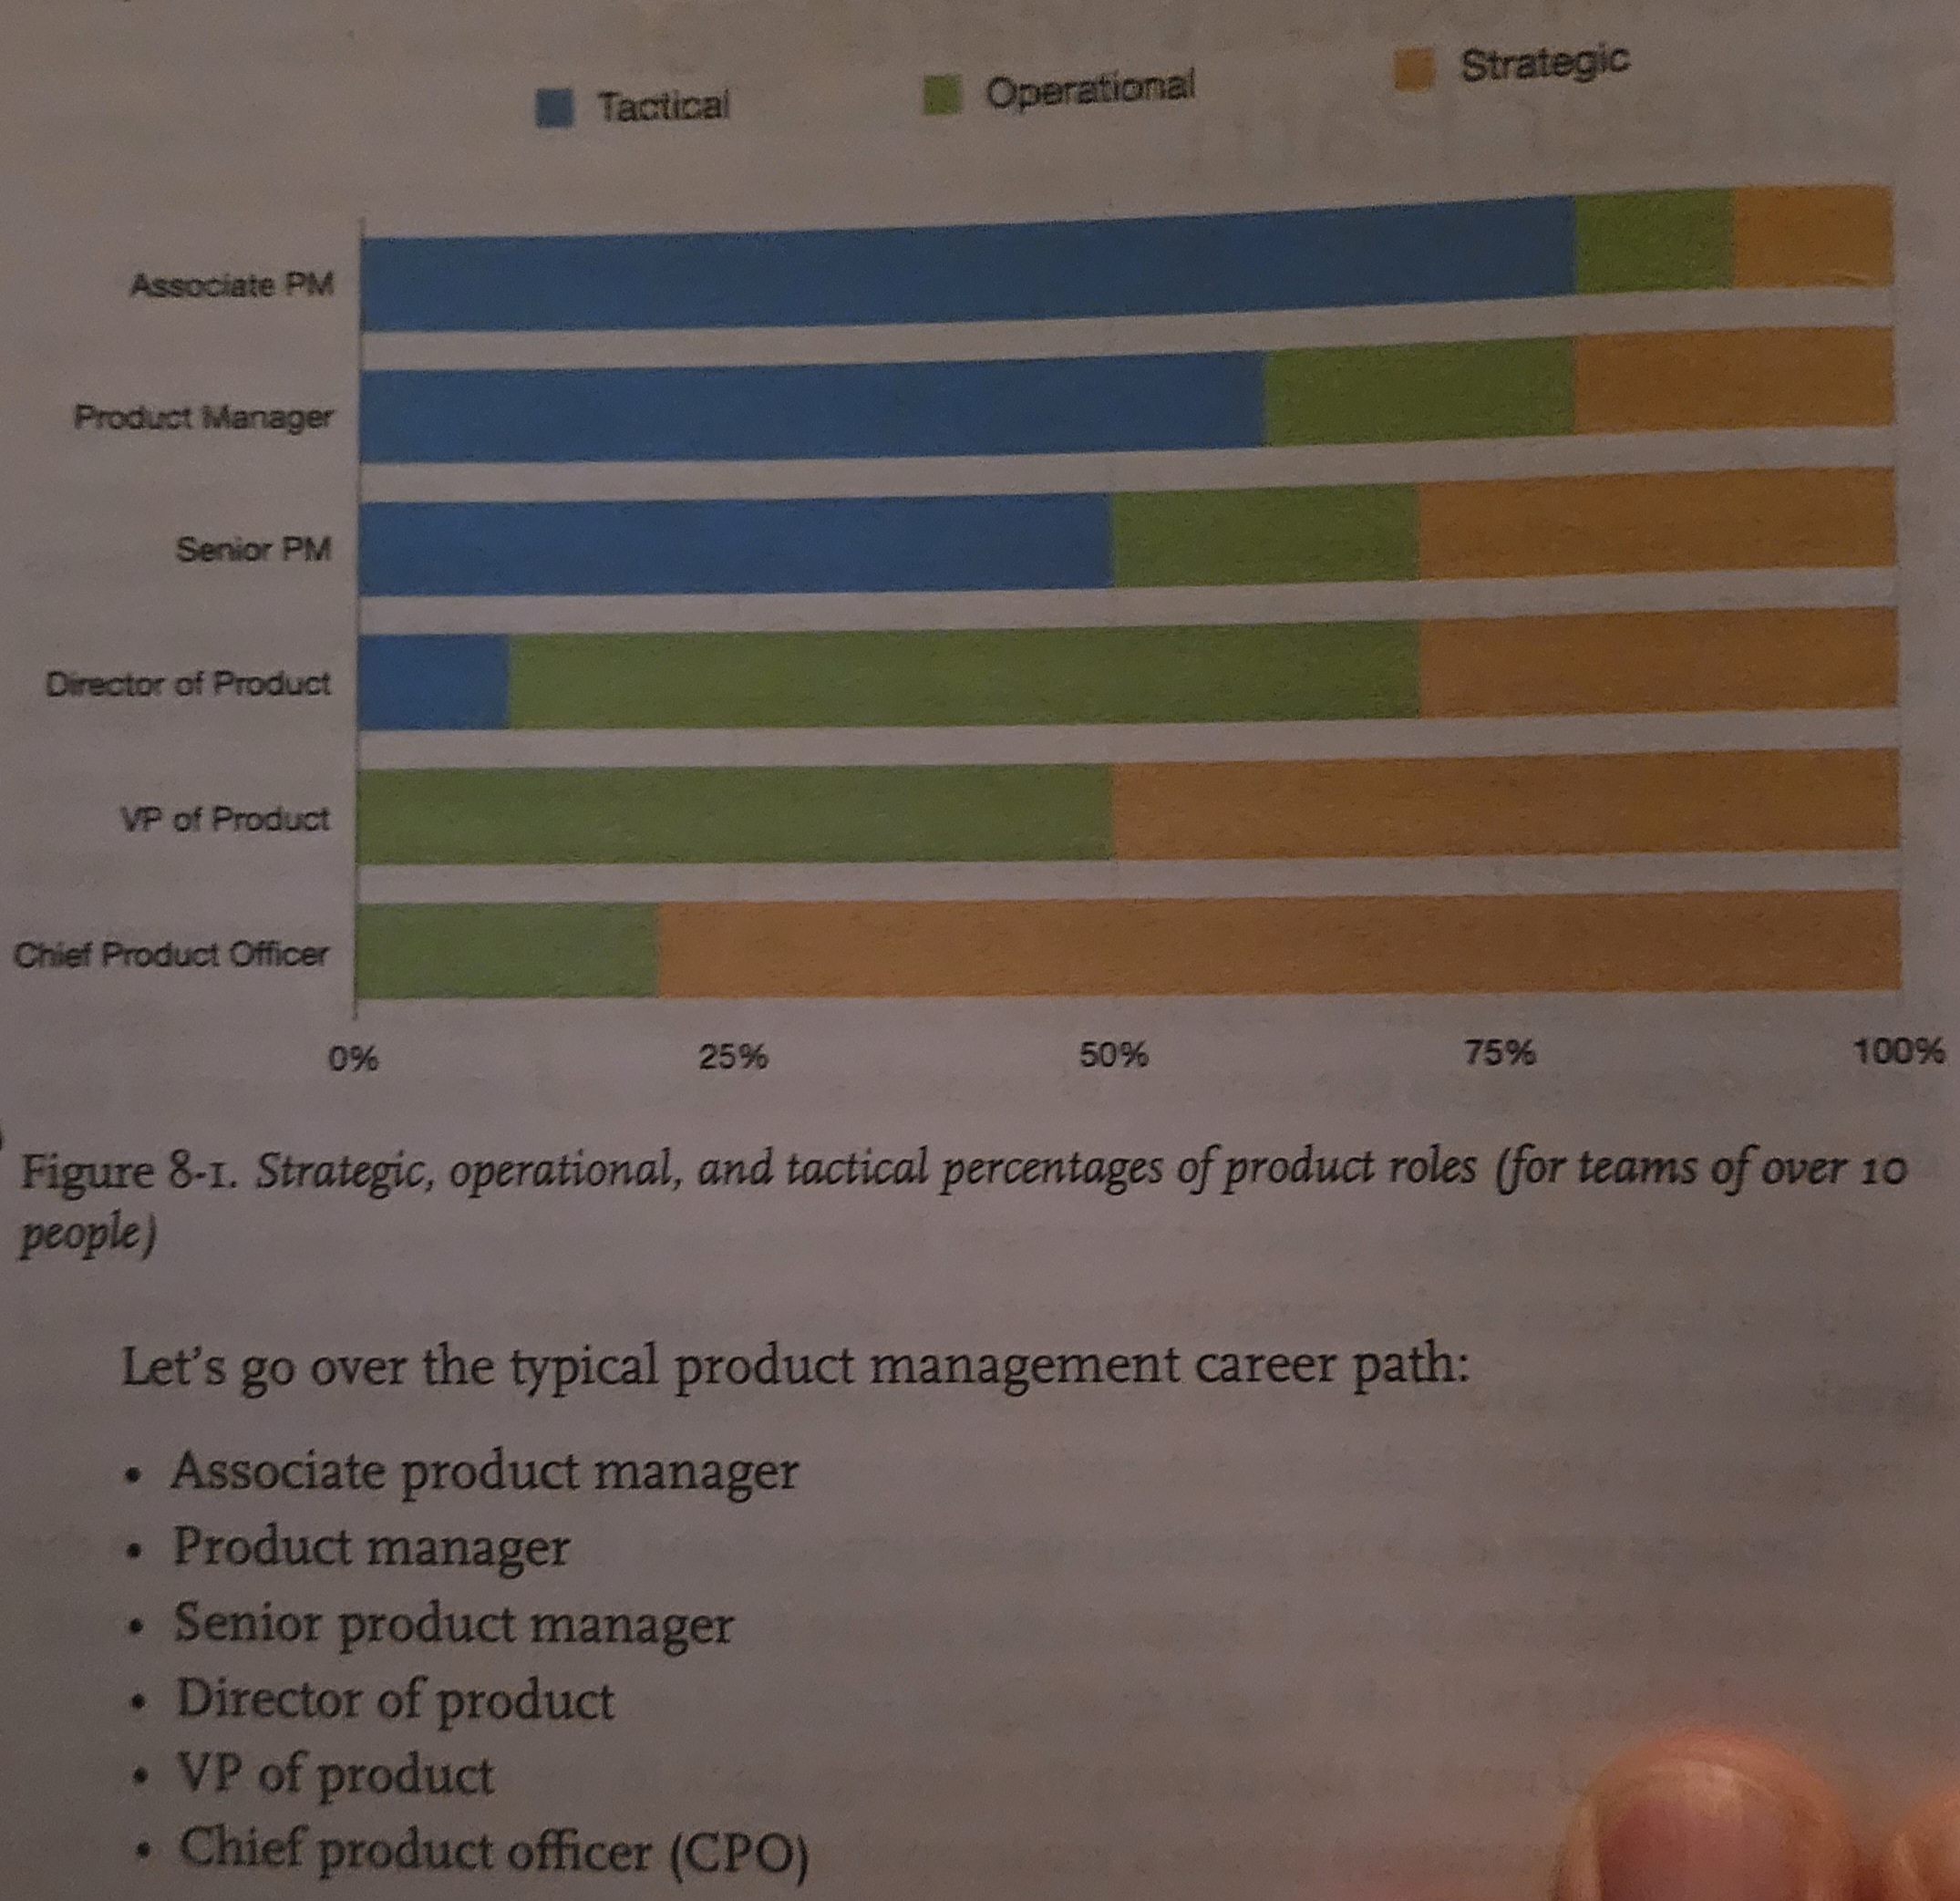 Tactical Operational Strategic
Associate PM
Product Manager
Senior PM
Director of Product
VP of Product
Chief Product Officer
0% 25% 50% 75% 100%
Figure 8-1. Strategic, operational, and tactical percentages of product roles (for teams of over 10
people)
Let's go over the typical product management career path:
• Associate product manager
• Product manager
• Senior product manager
• Director of product
• VP of product
• Chief product officer (CPO)